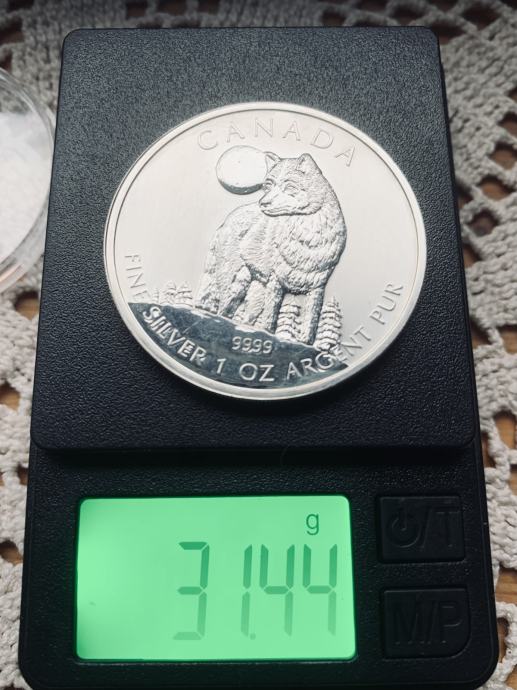 CANADA
FINE SILVER 1 OZ ARGENT PUR
9999
g
31.44
/T
M/P